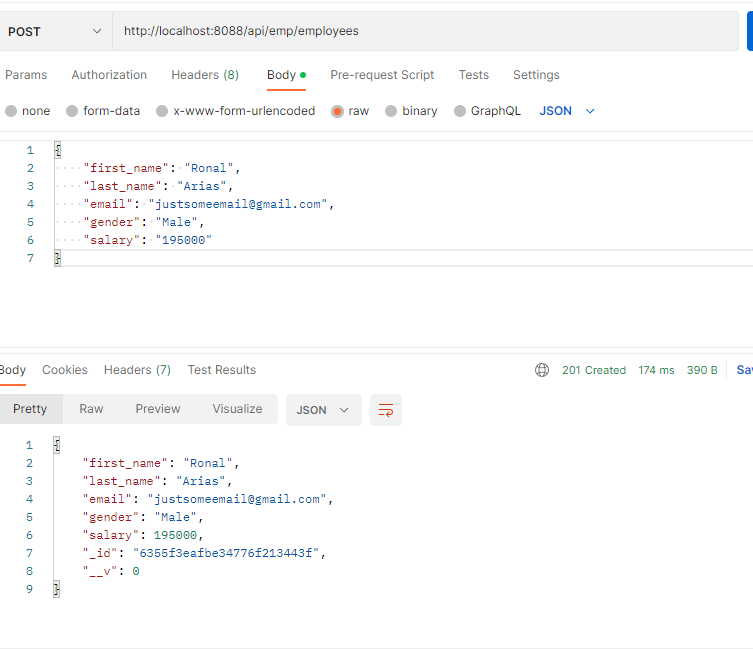 POST http://localhost:8088/api/emp/employees
Params Authorization Headers (8) Body Pre-request Script Tests Settings
none form-data x-www-form-urlencoded raw binary GraphQL JSON
1 {
2 "first_name": "Ronal",
3 "last_name": "Arias",
4 "email": "justsomeemail@gmail.com",
5 "gender": "Male",
6 "salary": "195000"
7 }
Body Cookies Headers (7) Test Results 201 Created 174 ms 390 B Sav
Pretty Raw Preview Visualize JSON
1 {
2 "first_name": "Ronal",
3 "last_name": "Arias",
4 "email": "justsomeemail@gmail.com",
5 "gender": "Male",
6 "salary": 195000,
7 "_id": "6355f3eafbe34776f213443f",
8 "__v": 0
9 }